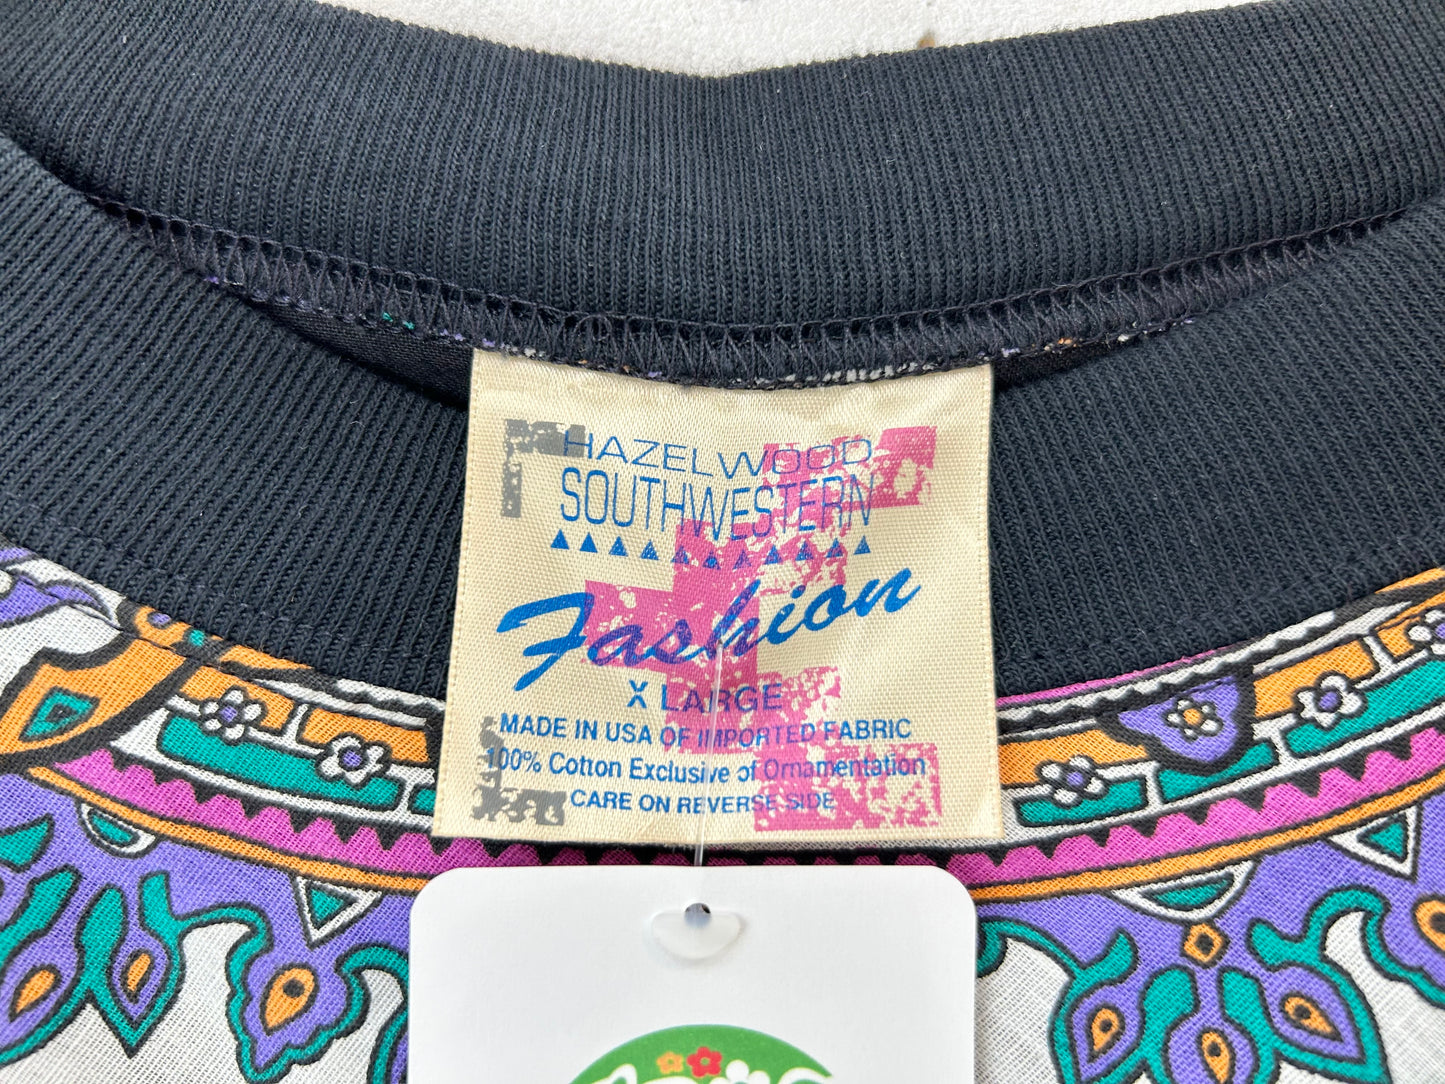 HAZELWOOD
SOUTHWESTERN
Fashion
X LARGE
MADE IN USA OF IMPORTED FABRIC
100% Cotton Exclusive of Ornamentation
CARE ON REVERSE SIDE